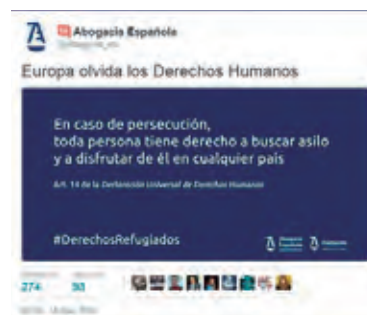 Abogacía Española
Europa olvida los Derechos Humanos
En caso de persecución,
toda persona tiene derecho a buscar asilo
y a disfrutar de él en cualquier país
Art. 14 de la Declaración Universal de Derechos Humanos
#DerechosRefugiados
274